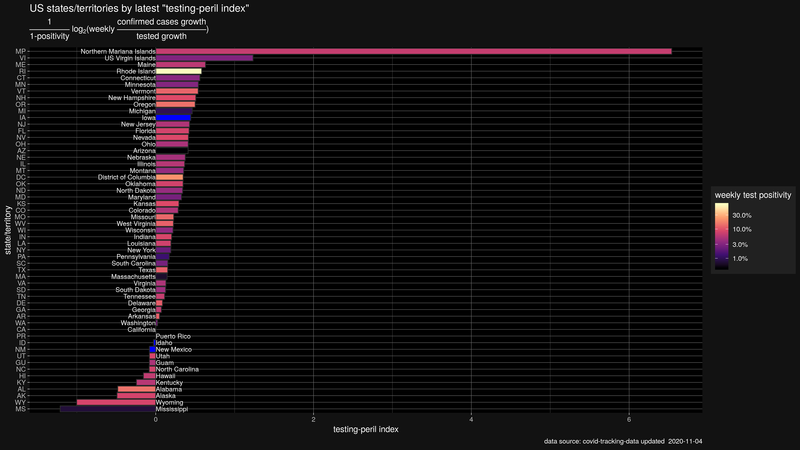 US states/territories by latest "testing-peril index"
1 confirmed cases growth
log2(weekly )
1-positivity tested growth
MP Northern Mariana Islands
VI US Virgin Islands
ME Maine
RI Rhode Island
CT Connecticut
MN Minnesota
VT Vermont
NH New Hampshire
OR Oregon
MI Michigan
IA Iowa
NJ New Jersey
FL Florida
NV Nevada
OH Ohio
AZ Arizona
NE Nebraska
IL Illinois
MT Montana
DC District of Columbia
OK Oklahoma
ND North Dakota
MD Maryland
KS Kansas
CO Colorado
MO Missouri
WV West Virginia
WI Wisconsin
IN Indiana
LA Louisiana
NY New York
PA Pennsylvania
SC South Carolina
TX Texas
MA Massachusetts
VA Virginia
SD South Dakota
TN Tennessee
DE Delaware
GA Georgia
AR Arkansas
WA Washington
CA California
PR Puerto Rico
ID Idaho
NM New Mexico
UT Utah
GU Guam
NC North Carolina
HI Hawaii
KY Kentucky
AL Alabama
AK Alaska
WY Wyoming
MS Mississippi
state/territory
0 2 4 6
testing-peril index
weekly test positivity
30.0%
10.0%
3.0%
1.0%
data source: covid-tracking-data updated 2020-11-04